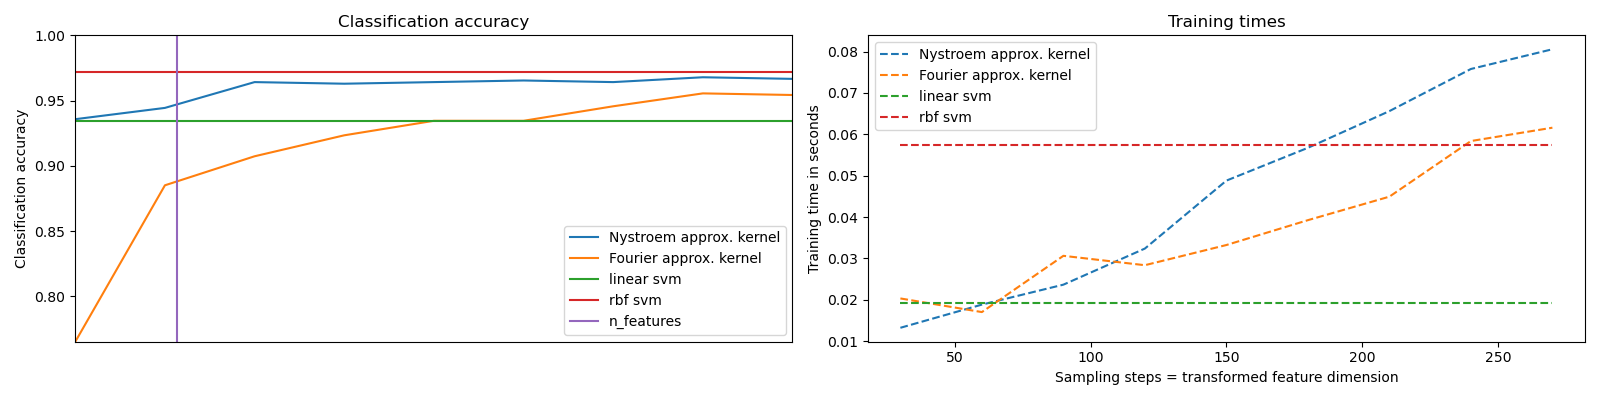 Classification accuracy
Classification accuracy
1.00
0.95
0.90
0.85
0.80
Nystroem approx. kernel
Fourier approx. kernel
linear svm
rbf svm
n_features
Training times
Training time in seconds
0.08
0.07
0.06
0.05
0.04
0.03
0.02
0.01
Nystroem approx. kernel
Fourier approx. kernel
linear svm
rbf svm
50 100 150 200 250
Sampling steps = transformed feature dimension